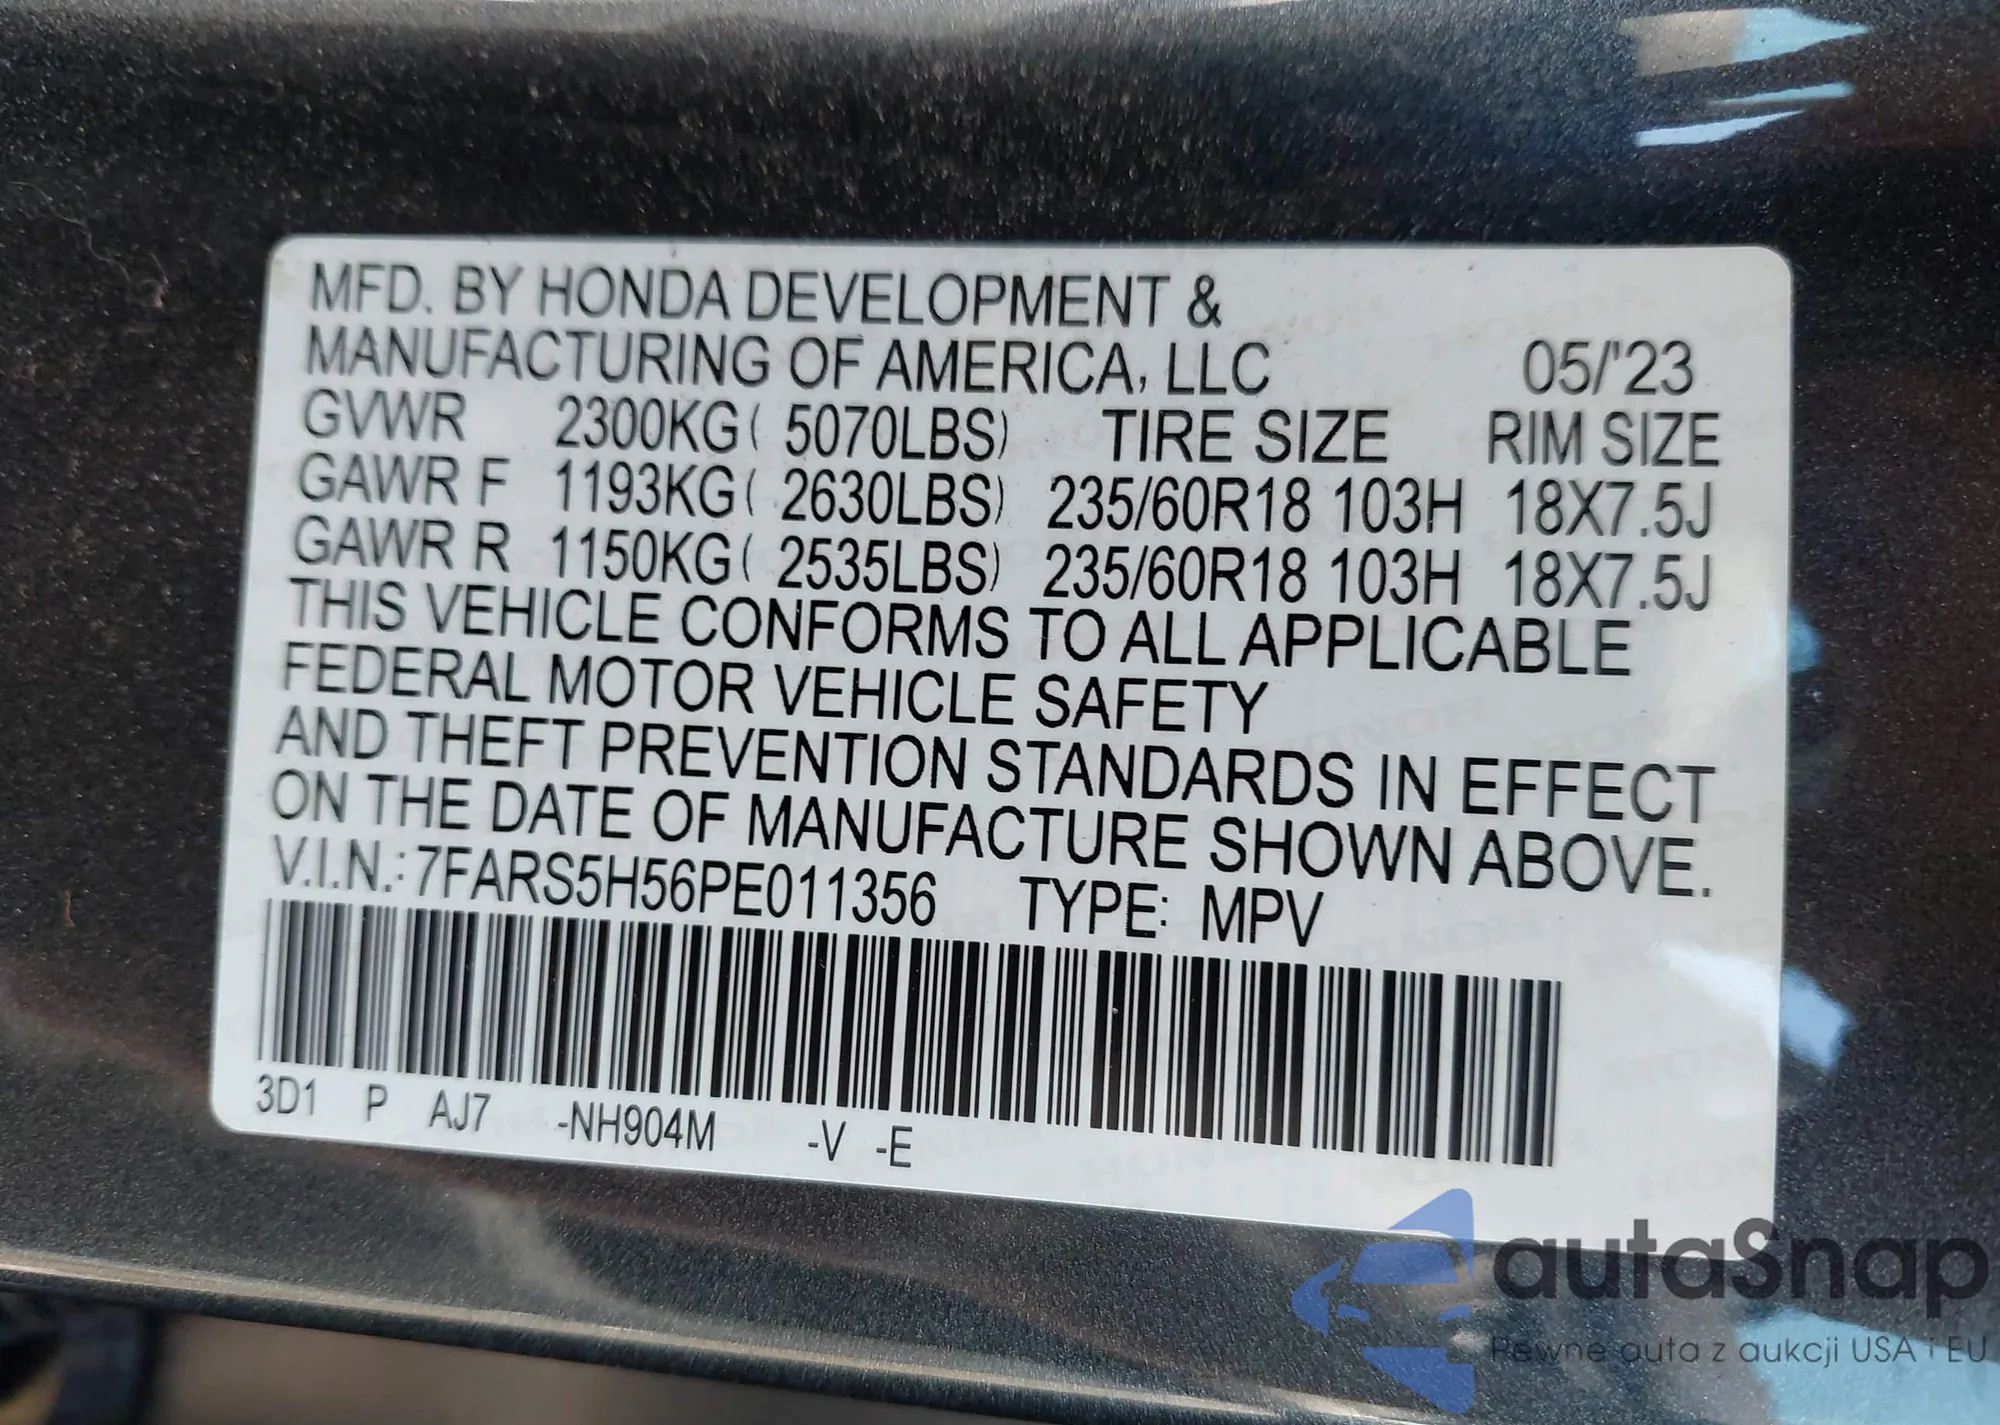 MFD. BY HONDA DEVELOPMENT &
MANUFACTURING OF AMERICA, LLC 05/'23
GVWR 2300KG( 5070LBS) TIRE SIZE RIM SIZE
GAWR F 1193KG( 2630LBS) 235/60R18 103H 18X7.5J
GAWR R 1150KG( 2535LBS) 235/60R18 103H 18X7.5J
THIS VEHICLE CONFORMS TO ALL APPLICABLE
FEDERAL MOTOR VEHICLE SAFETY
AND THEFT PREVENTION STANDARDS IN EFFECT
ON THE DATE OF MANUFACTURE SHOWN ABOVE.
V.I.N.: 7FARS5H56PE011356 TYPE: MPV
3D1 P AJ7 -NH904M -V -E
autaSnap
Pewne auta z aukcji USA i EU